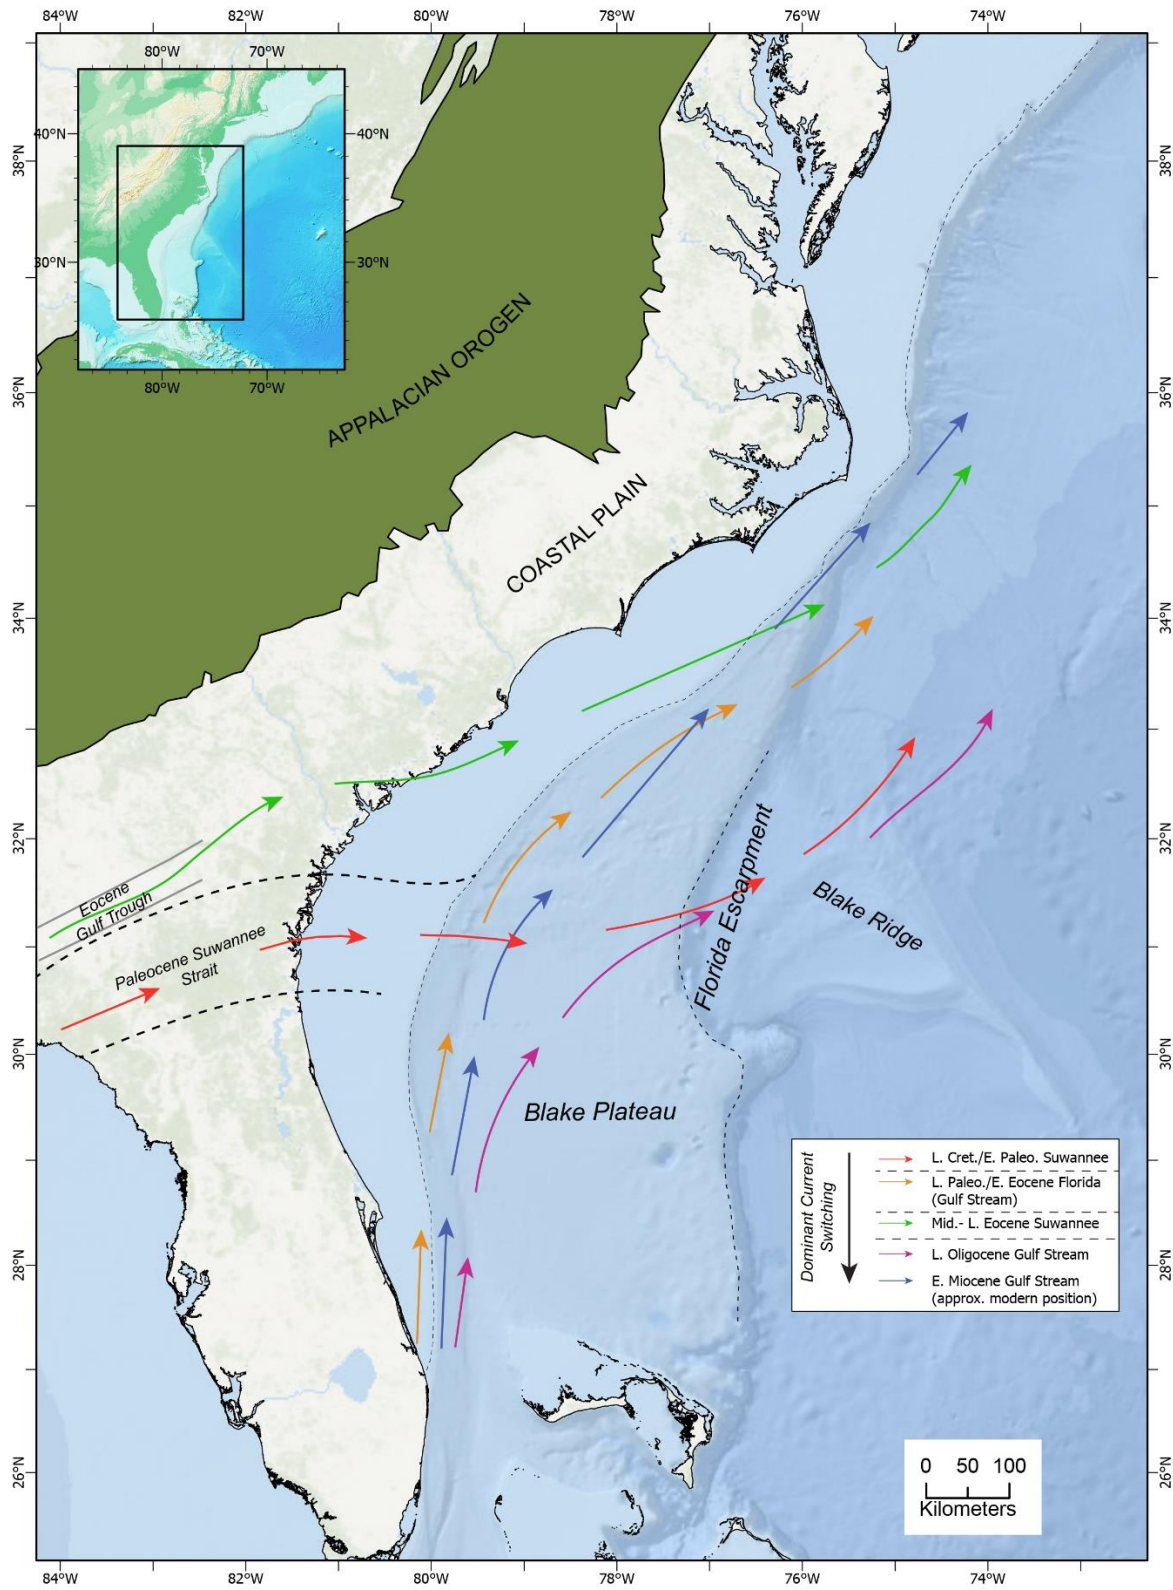 84°W 82°W 80°W 78°W 76°W 74°W
80°W 70°W
40°N 40°N
30°N 30°N
80°W 70°W
38°N 38°N
36°N 36°N
34°N 34°N
32°N 32°N
30°N 30°N
28°N 28°N
26°N 26°N
APPALACIAN OROGEN
COASTAL PLAIN
Eocene
Gulf Trough
Paleocene Suwannee
Strait
Florida Escarpment
Blake Ridge
Blake Plateau
Dominant Current
Switching
L. Cret./E. Paleo. Suwannee
L. Paleo./E. Eocene Florida
(Gulf Stream)
Mid.- L. Eocene Suwannee
L. Oligocene Gulf Stream
E. Miocene Gulf Stream
(approx. modern position)
0 50 100
Kilometers
84°W 82°W 80°W 78°W 76°W 74°W